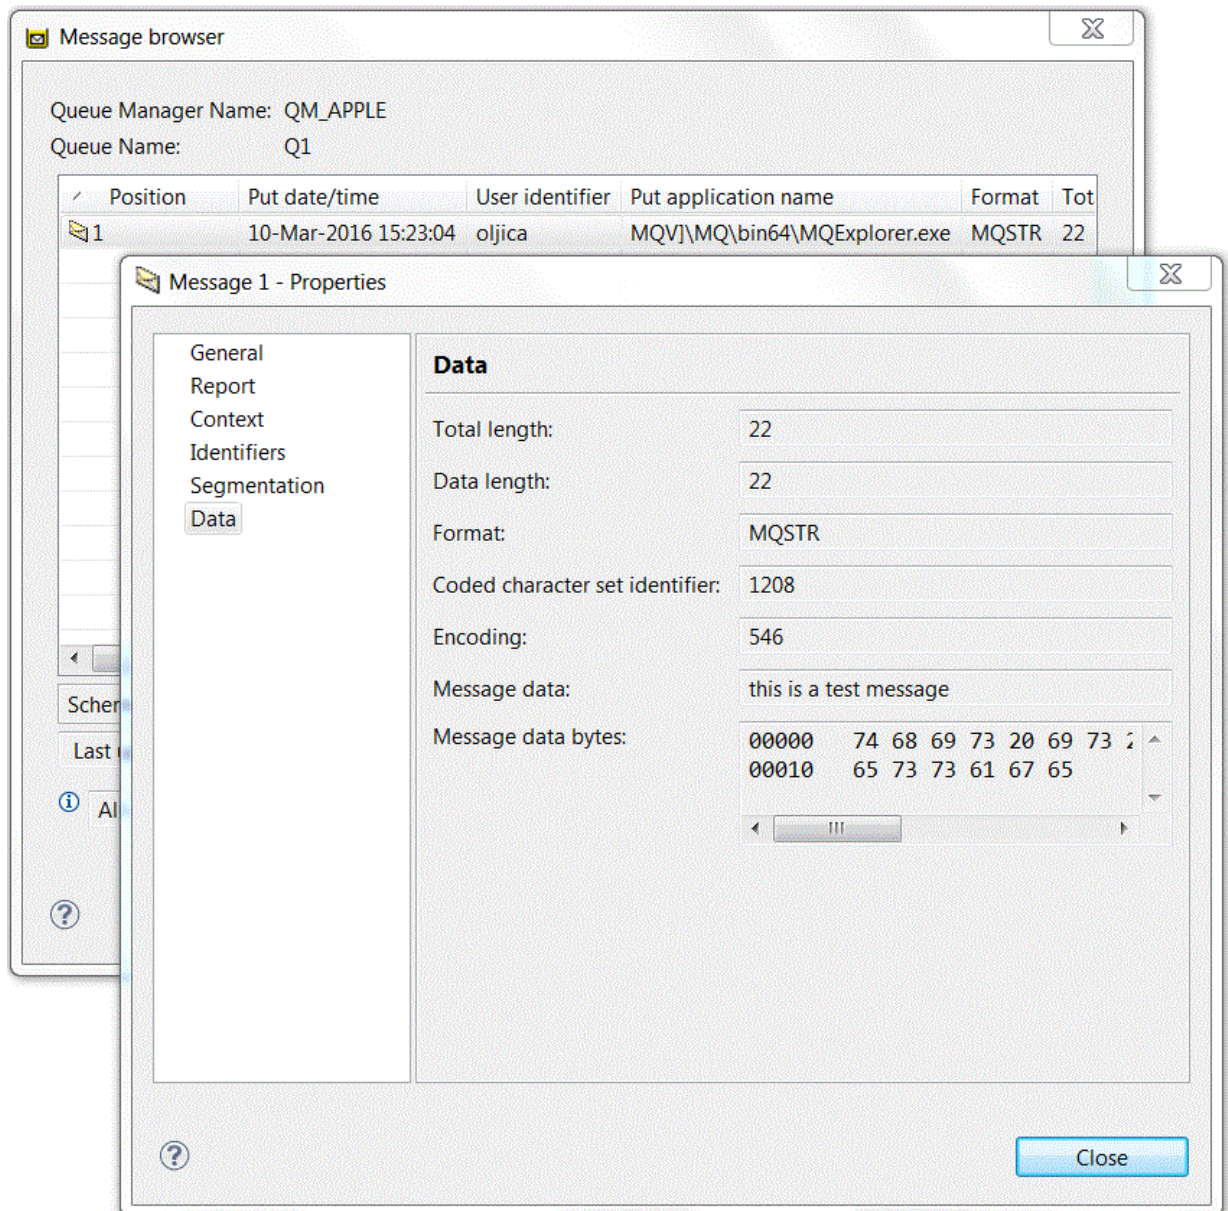 Message browser
Queue Manager Name: QM_APPLE
Queue Name: Q1
Position Put date/time User identifier Put application name Format Tot
1 10-Mar-2016 15:23:04 oljica MQV]\MQ\bin64\MQExplorer.exe MQSTR 22
Message 1 - Properties
General
Report
Context
Identifiers
Segmentation
Data
Data
Total length: 22
Data length: 22
Format: MQSTR
Coded character set identifier: 1208
Encoding: 546
Message data: this is a test message
Message data bytes:
00000 74 68 69 73 20 69 73
00010 65 73 73 61 67 65
Scher
Last
Al
Close